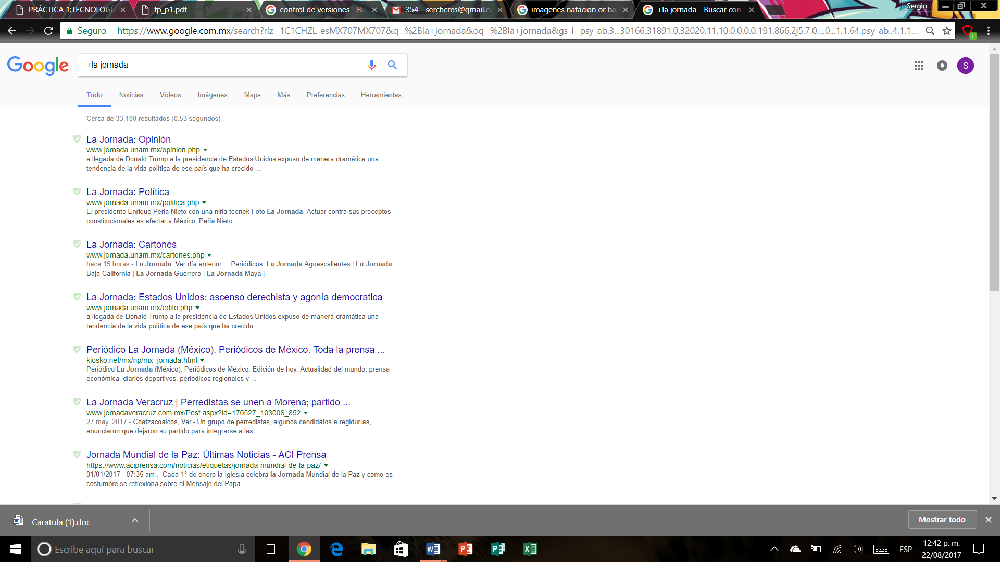 PRÁCTICA 1:TECNOLOGI
fp_p1.pdf
control de versiones - Bu
354 - serchcres@gmail.co
imagenes natacion or ba
+la jornada - Buscar con
Sergio
Seguro
https://www.google.com.mx/search?rlz=1C1CHZL_esMX707MX707&q=%2Bla+jornada&oq=%2Bla+jornada&gs_l=psy-ab.3...30166.31891.0.32020.11.10.0.0.0.0.191.866.2j5.7.0....0...1.1.64.psy-ab..4.1.1...
1
Google
+la jornada
S
Todo
Noticias
Vídeos
Imágenes
Maps
Más
Preferencias
Herramientas
Cerca de 33,100 resultados (0.53 segundos)
La Jornada: Opinión
www.jornada.unam.mx/opinion.php
a llegada de Donald Trump a la presidencia de Estados Unidos expuso de manera dramática una
tendencia de la vida política de ese país que ha crecido ...
La Jornada: Política
www.jornada.unam.mx/politica.php
El presidente Enrique Peña Nieto con una niña teenek Foto La Jornada. Actuar contra sus preceptos
constitucionales es afectar a México: Peña Nieto.
La Jornada: Cartones
www.jornada.unam.mx/cartones.php
hace 15 horas - La Jornada. Ver día anterior ... Periódicos: La Jornada Aguascalientes | La Jornada
Baja California | La Jornada Guerrero | La Jornada Maya |.
La Jornada: Estados Unidos: ascenso derechista y agonía democratica
www.jornada.unam.mx/edito.php
a llegada de Donald Trump a la presidencia de Estados Unidos expuso de manera dramática una
tendencia de la vida política de ese país que ha crecido ...
Periódico La Jornada (México). Periódicos de México. Toda la prensa ...
kiosko.net/mx/np/mx_jornada.html
Periódico La Jornada (México). Periódicos de México. Edición de hoy. Actualidad del mundo, prensa
económica, diarios deportivos, periódicos regionales y ...
La Jornada Veracruz | Perredistas se unen a Morena; partido ...
www.jornadaveracruz.com.mx/Post.aspx?id=170527_103006_852
27 may. 2017 - Coatzacoalcos, Ver.- Un grupo de perredistas, algunos candidatos a regidurías,
anunciaron que dejaron su partido para integrarse a las ...
Jornada Mundial de la Paz: Últimas Noticias - ACI Prensa
https://www.aciprensa.com/noticias/etiquetas/jornada-mundial-de-la-paz/
01/01/2017 - 07:35 am .- Cada 1° de enero la Iglesia celebra la Jornada Mundial de la Paz y como es
costumbre se reflexiona sobre el Mensaje del Papa ...
Caratula (1).doc
Mostrar todo
Escribe aquí para buscar
ESP
12:42 p. m.
22/08/2017